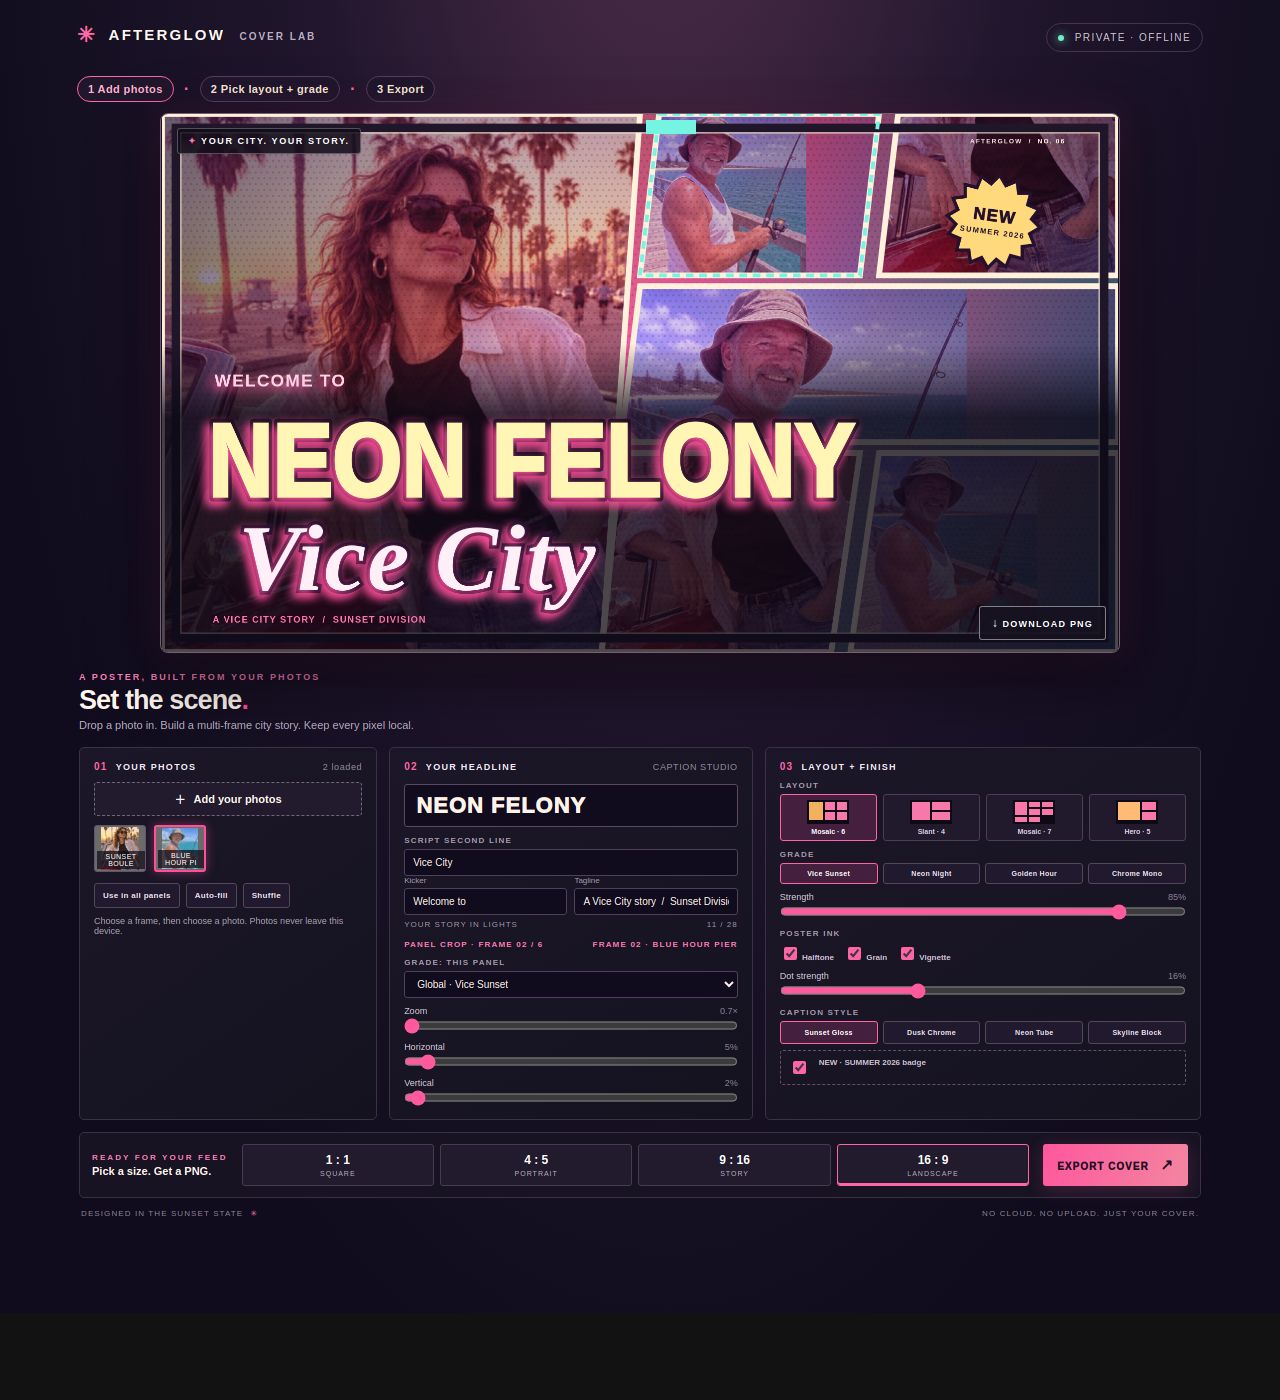 ✳ AFTERGLOW COVER LAB
PRIVATE · OFFLINE
1 Add photos · 2 Pick layout + grade · 3 Export
✦ YOUR CITY. YOUR STORY.
AFTERGLOW / NO. 08
NEW
SUMMER 2026
WELCOME TO
NEON FELONY
Vice City
A VICE CITY STORY / SUNSET DIVISION
↓ DOWNLOAD PNG
A POSTER, BUILT FROM YOUR PHOTOS
Set the scene.
Drop a photo in. Build a multi-frame city story. Keep every pixel local.
01 YOUR PHOTOS 2 loaded
+ Add your photos
SUNSET
BOULE
BLUE
HOUR PI
Use in all panels Auto-fill Shuffle
Choose a frame, then choose a photo. Photos never leave this
device.
02 YOUR HEADLINE CAPTION STUDIO
NEON FELONY
SCRIPT SECOND LINE
Vice City
Kicker Tagline
Welcome to A Vice City story / Sunset Divisi
YOUR STORY IN LIGHTS 11 / 28
PANEL CROP · FRAME 02 / 6 FRAME 02 · BLUE HOUR PIER
GRADE: THIS PANEL
Global · Vice Sunset
Zoom 0.7×
Horizontal 5%
Vertical 2%
03 LAYOUT + FINISH
LAYOUT
Mosaic · 6 Slant · 4 Mosaic · 7 Hero · 5
GRADE
Vice Sunset Neon Night Golden Hour Chrome Mono
Strength 85%
POSTER INK
Halftone Grain Vignette
Dot strength 16%
CAPTION STYLE
Sunset Gloss Dusk Chrome Neon Tube Skyline Block
NEW · SUMMER 2026 badge
READY FOR YOUR FEED
Pick a size. Get a PNG.
1 : 1
SQUARE
4 : 5
PORTRAIT
9 : 16
STORY
16 : 9
LANDSCAPE
EXPORT COVER ↗
DESIGNED IN THE SUNSET STATE ✳
NO CLOUD. NO UPLOAD. JUST YOUR COVER.